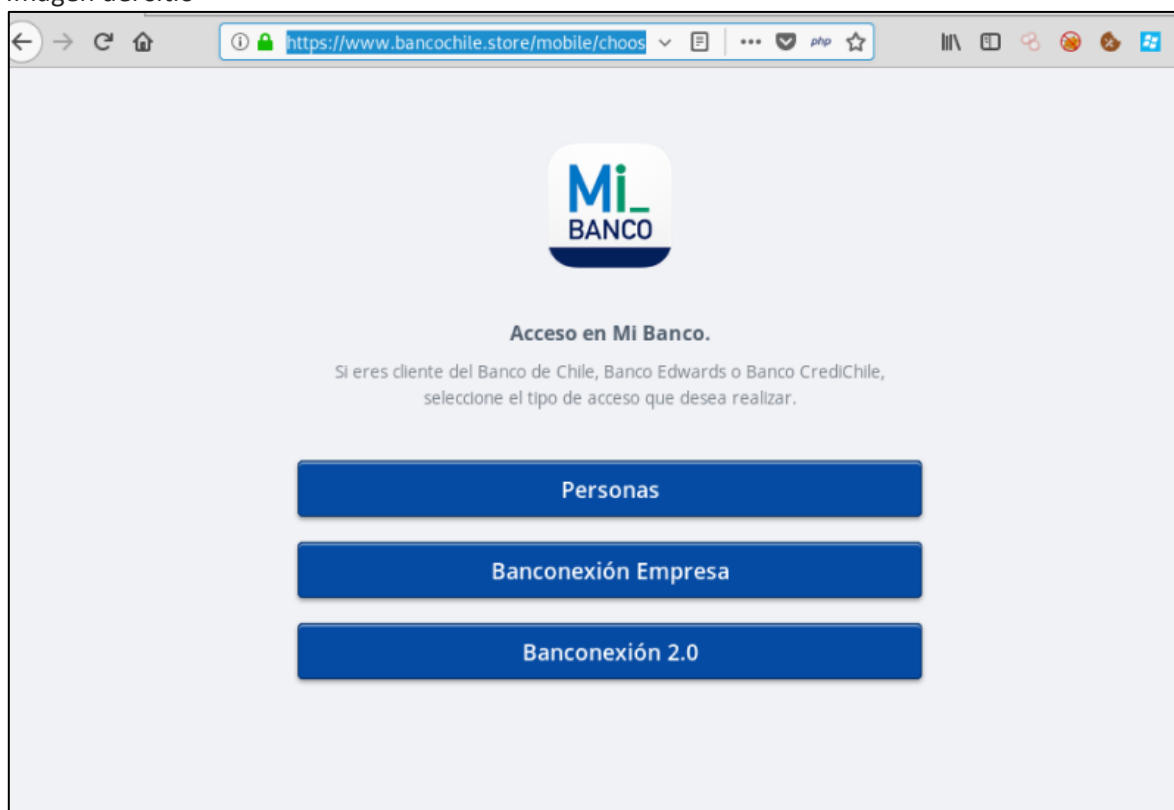 https://www.bancochile.store/mobile/choos
php
Mi_
BANCO
Acceso en Mi Banco.
Si eres cliente del Banco de Chile, Banco Edwards o Banco CrediChile,
seleccione el tipo de acceso que desea realizar.
Personas
Banconexión Empresa
Banconexión 2.0